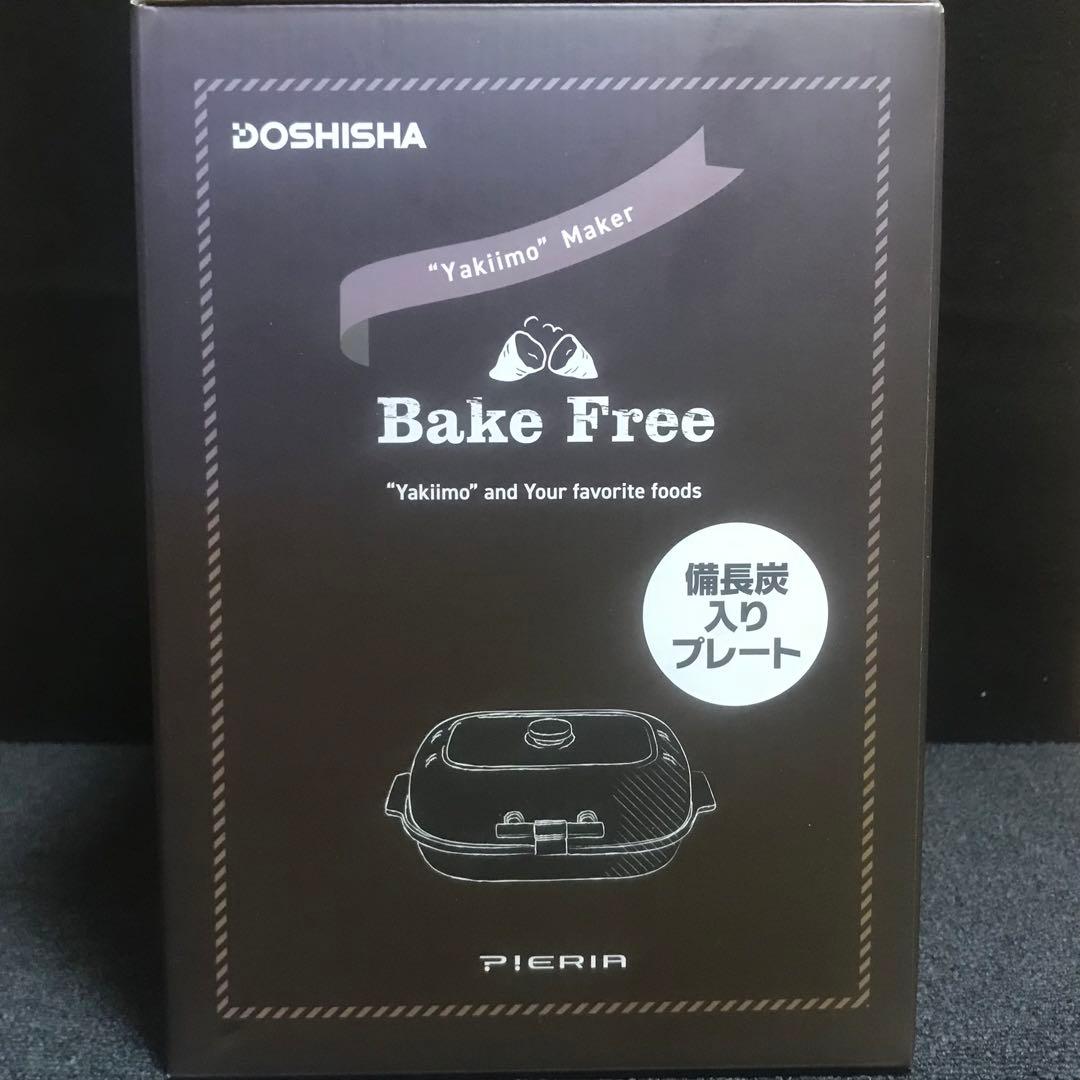 DOSHISHA
“Yakiimo” Maker
Bake Free
“Yakiimo” and Your favorite foods
備長炭
入り
プレート
PIERIA